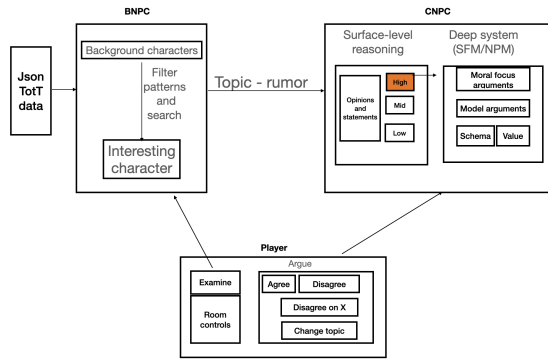 BNPC
CNPC
Json
TotT
data
Background characters
Filter
patterns
and
search
Interesting
character
Topic - rumor
Surface-level
reasoning
Opinions
and
statements
High
Mid
Low
Deep system
(SFM/NPM)
Moral focus
arguments
Model arguments
Schema
Value
Player
Examine
Room
controls
Argue
Agree
Disagree
Disagree on X
Change topic